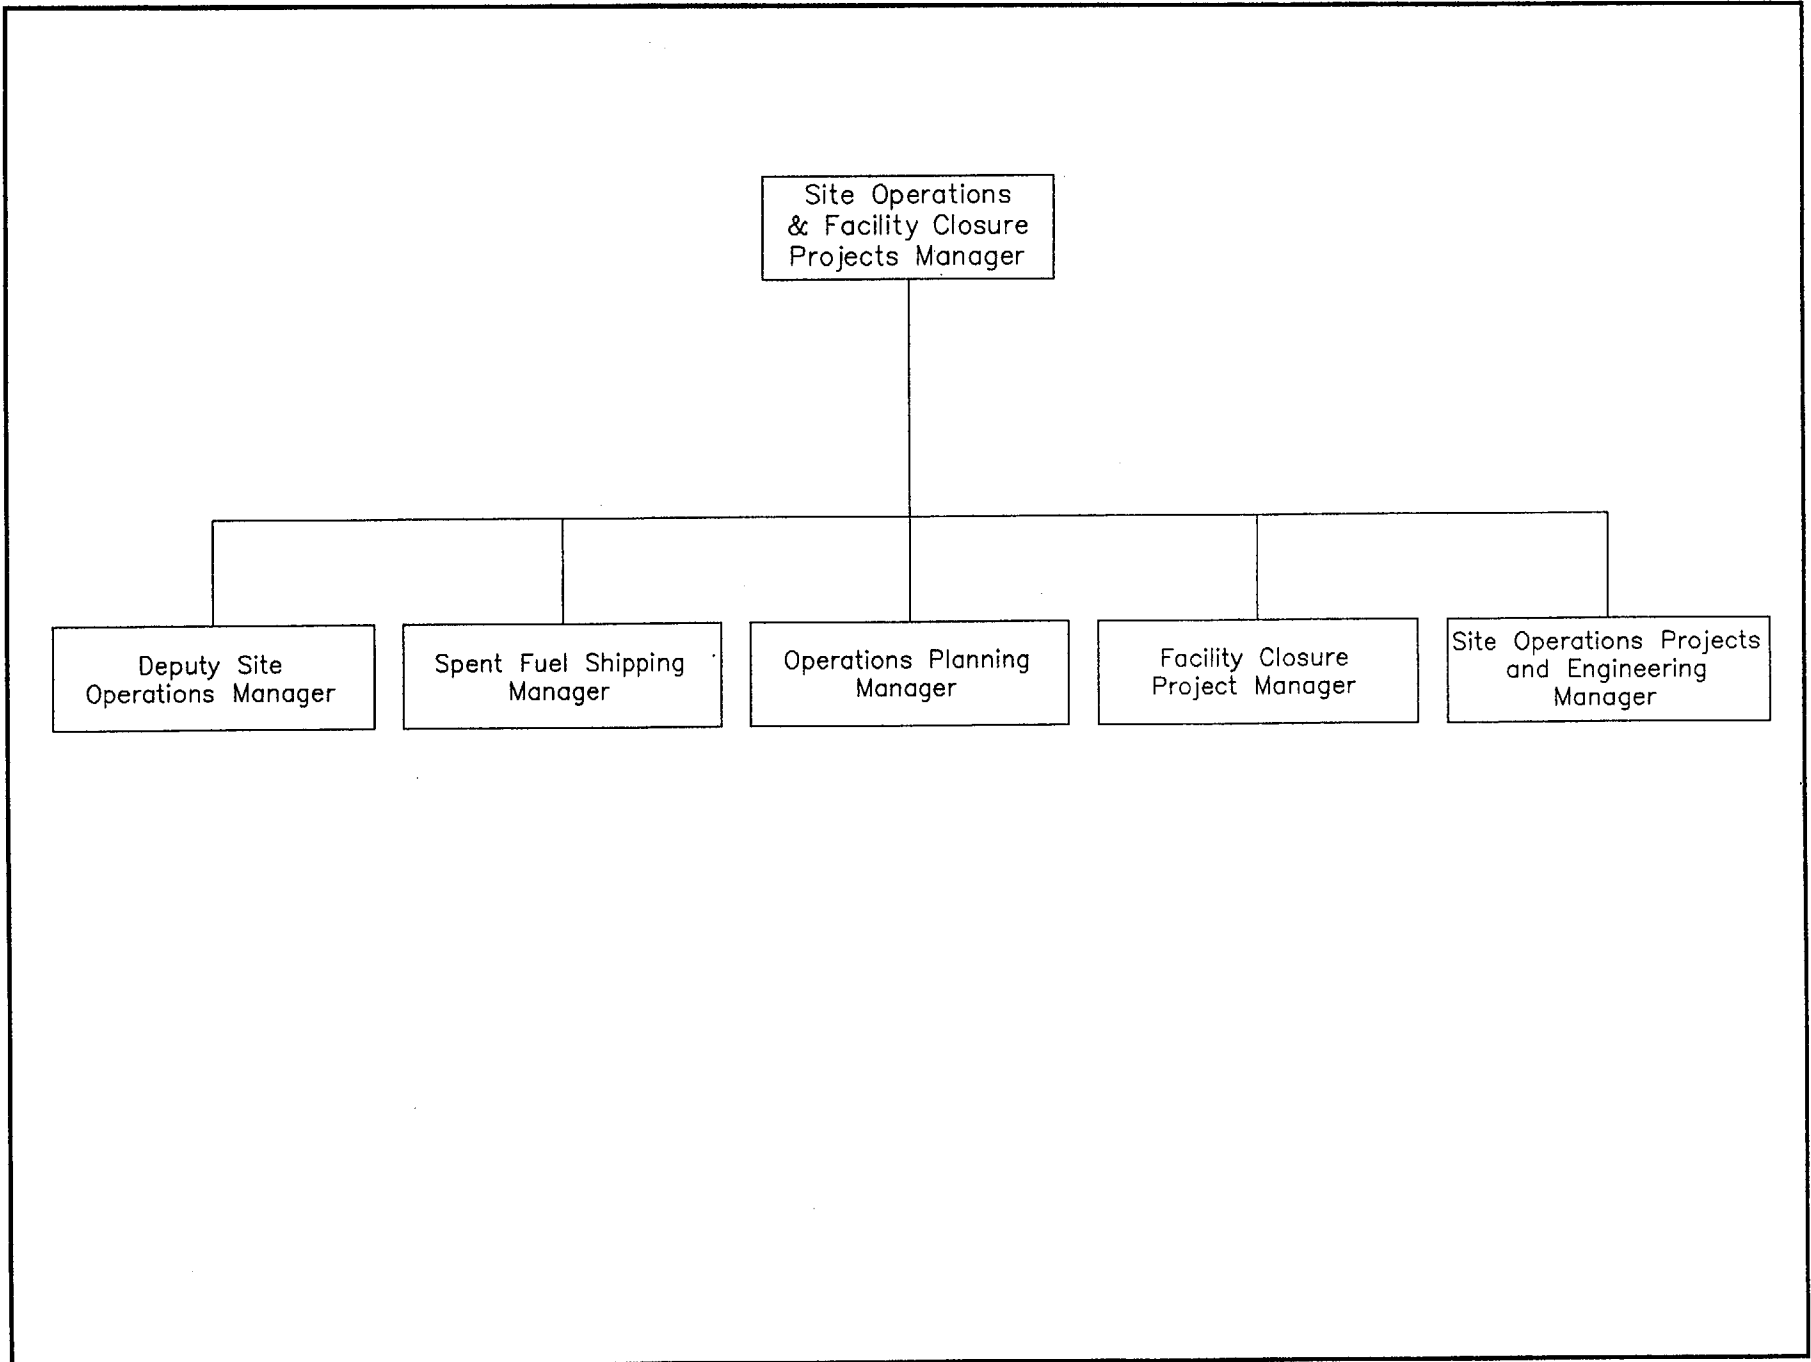 Site Operations
& Facility Closure
Projects Manager
Deputy Site
Operations Manager
Spent Fuel Shipping
Manager
Operations Planning
Manager
Facility Closure
Project Manager
Site Operations Projects
and Engineering
Manager